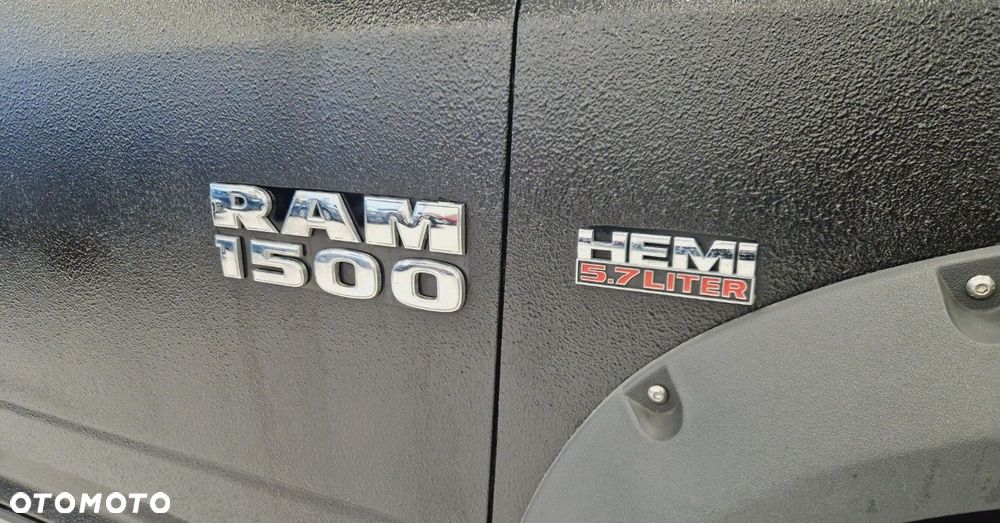 RAM
1500
HEMI
5.7 LITER
OTOMOTO